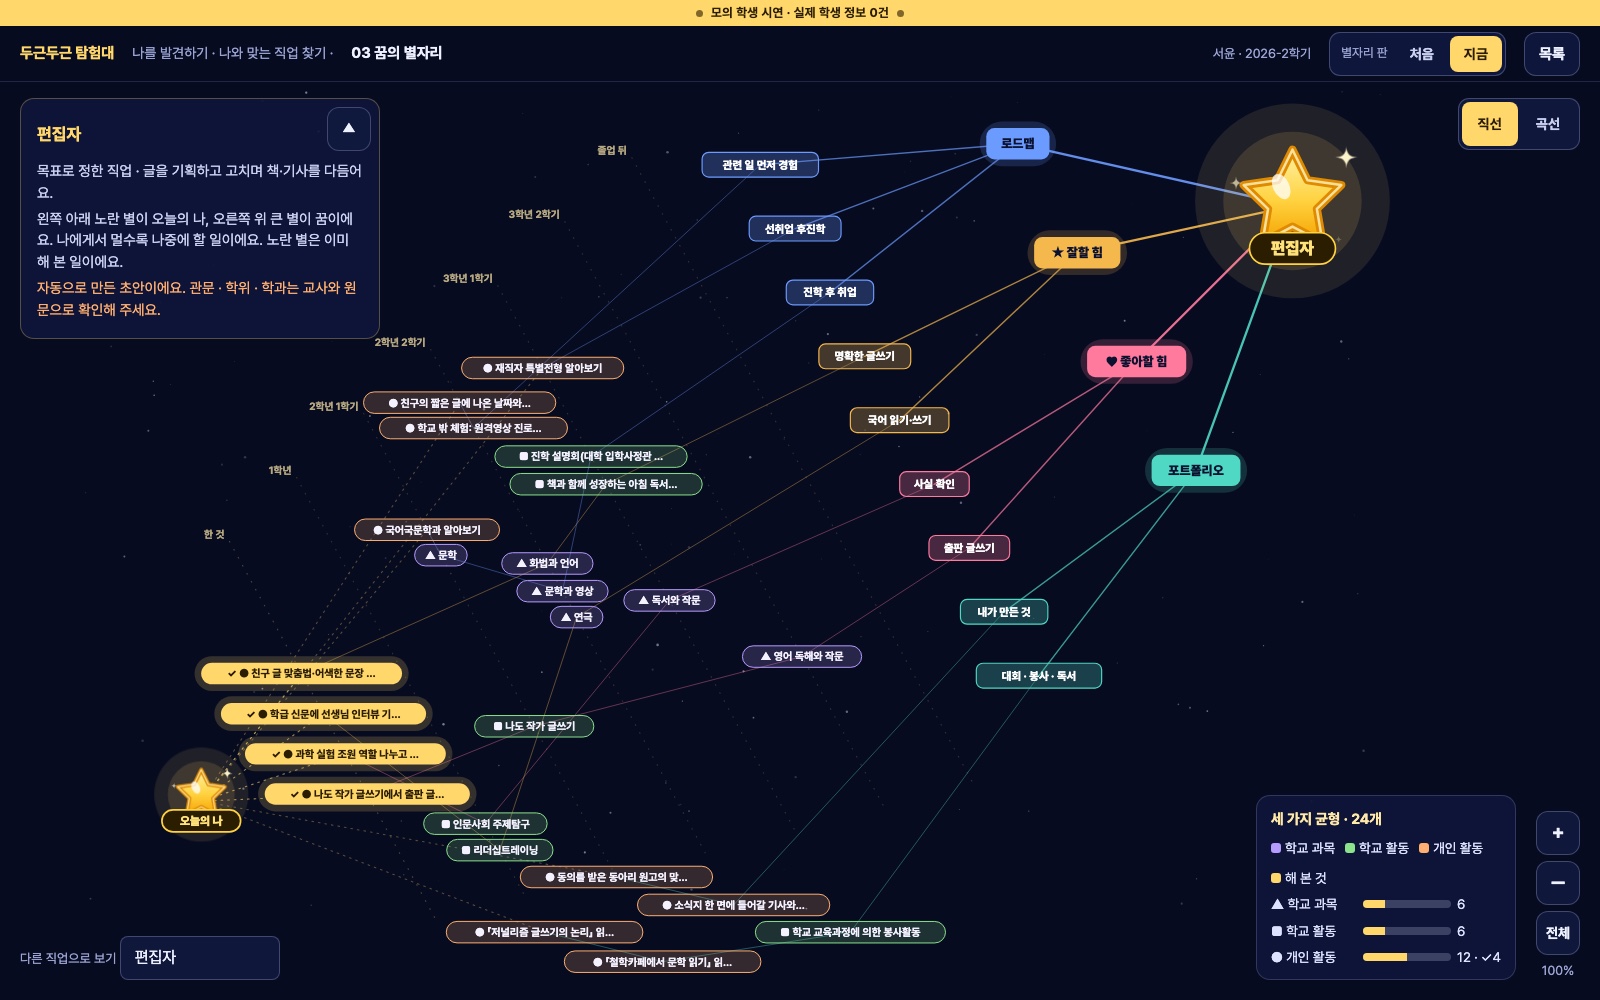 모의 학생 시연 · 실제 학생 정보 0건
두근두근 탐험대 나를 발견하기 · 나와 맞는 직업 찾기 · 03 꿈의 별자리
서윤 · 2026-2학기 별자리 판 처음 지금 목록
편집자
목표로 정한 직업 · 글을 기획하고 고치며 책·기사를 다듬어
요.
왼쪽 아래 노란 별이 오늘의 나, 오른쪽 위 큰 별이 꿈이에
요. 나에게서 멀수록 나중에 할 일이에요. 노란 별은 이미
해 본 일이에요.
자동으로 만든 초안이에요. 관문 · 학위 · 학과는 교사와 원
문으로 확인해 주세요.
직선 곡선
졸업 뒤
3학년 2학기
3학년 1학기
2학년 2학기
2학년 1학기
1학년
한 것
로드맵
관련 일 먼저 경험
선취업 후진학
진학 후 취업
★ 잘할 힘
명확한 글쓰기
국어 읽기·쓰기
♥ 좋아할 힘
사실 확인
출판 글쓰기
포트폴리오
내가 만든 것
대회 · 봉사 · 독서
편집자
● 재직자 특별전형 알아보기
● 친구의 짧은 글에 나온 날짜와...
● 학교 밖 체험: 원격영상 진로...
■ 진학 설명회(대학 입학사정관 ...
■ 책과 함께 성장하는 아침 독서...
● 국어국문학과 알아보기
▲ 문학
▲ 화법과 언어
▲ 문학과 영상
▲ 연극
▲ 독서와 작문
▲ 영어 독해와 작문
✓ ● 친구 글 맞춤법·어색한 문장 ...
✓ ● 학급 신문에 선생님 인터뷰 기...
✓ ● 과학 실험 조원 역할 나누고 ...
✓ ● 나도 작가 글쓰기에서 출판 글...
■ 나도 작가 글쓰기
오늘의 나
■ 인문사회 주제탐구
■ 리더십트레이닝
● 동의를 받은 동아리 원고의 맞...
● 소식지 한 면에 들어갈 기사와...
● 『저널리즘 글쓰기의 논리』 읽...
■ 학교 교육과정에 의한 봉사활동
● 『철학카페에서 문학 읽기』 읽...
다른 직업으로 보기 편집자
세 가지 균형 · 24개
학교 과목 학교 활동 개인 활동
해 본 것
▲ 학교 과목 6
■ 학교 활동 6
● 개인 활동 12 · ✓4
+
−
전체
100%